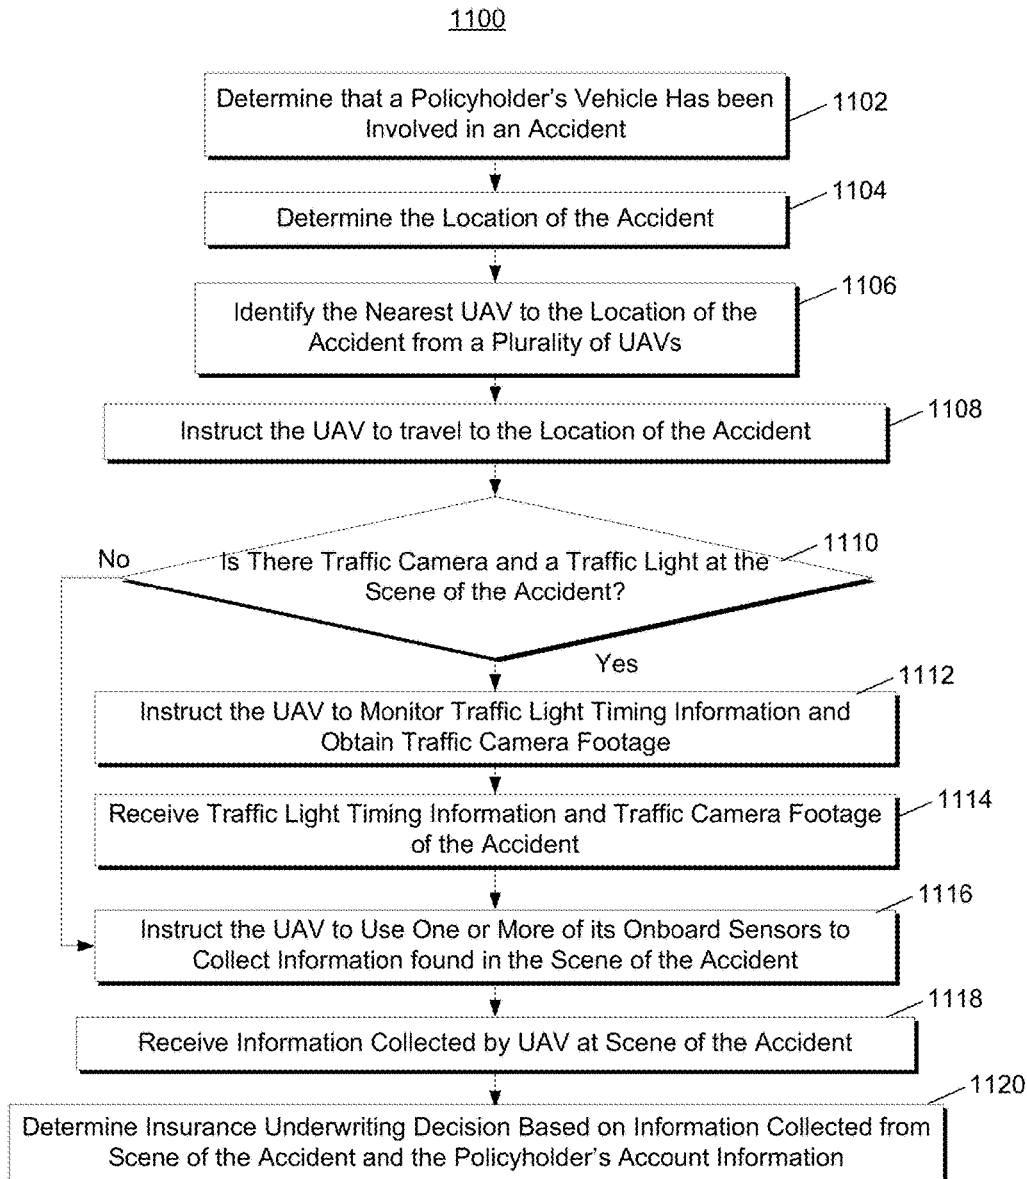 1100
Determine that a Policyholder's Vehicle Has been
Involved in an Accident
1102
Determine the Location of the Accident
1104
Identify the Nearest UAV to the Location of the
Accident from a Plurality of UAVs
1106
Instruct the UAV to travel to the Location of the Accident
1108
Is There Traffic Camera and a Traffic Light at the
Scene of the Accident?
1110
No
Yes
Instruct the UAV to Monitor Traffic Light Timing Information and
Obtain Traffic Camera Footage
1112
Receive Traffic Light Timing Information and Traffic Camera Footage
of the Accident
1114
Instruct the UAV to Use One or More of its Onboard Sensors to
Collect Information found in the Scene of the Accident
1116
Receive Information Collected by UAV at Scene of the Accident
1118
Determine Insurance Underwriting Decision Based on Information Collected from
Scene of the Accident and the Policyholder's Account Information
1120